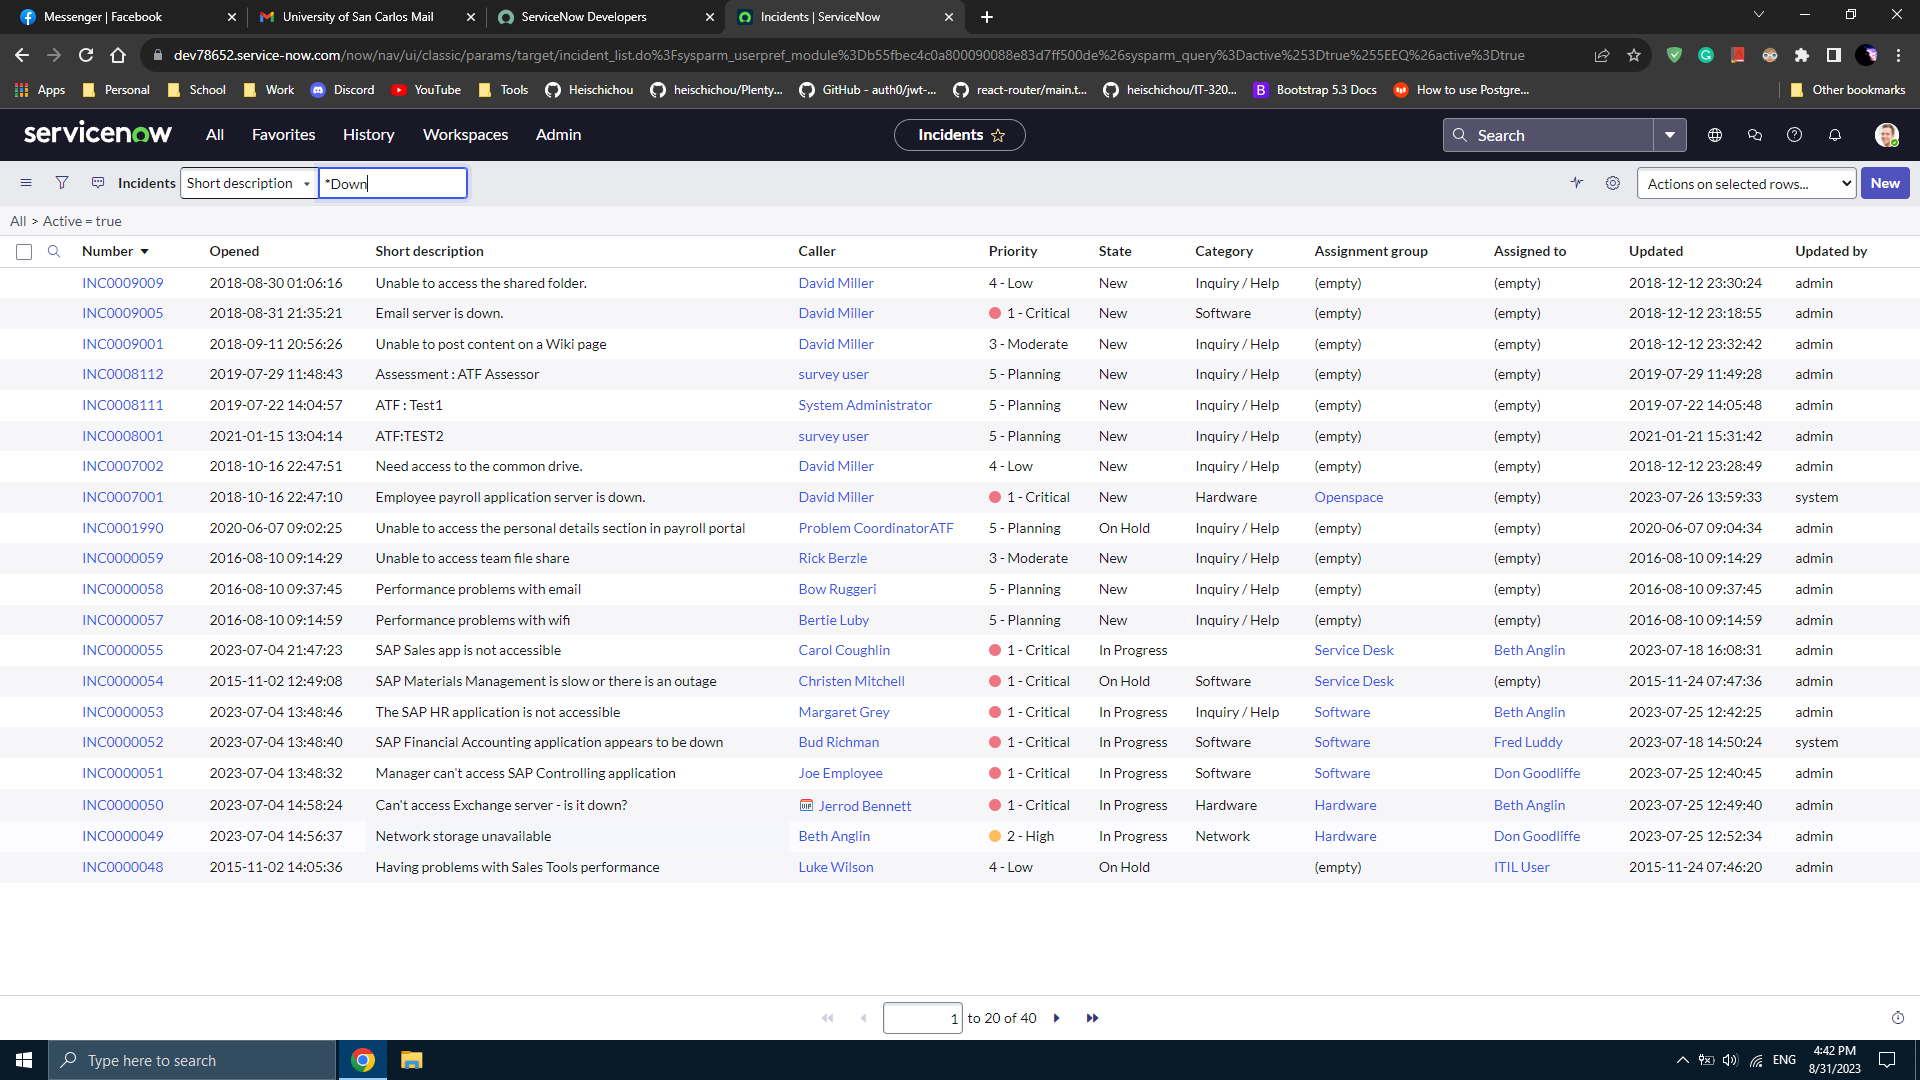 Messenger | Facebook University of San Carlos Mail ServiceNow Developers Incidents | ServiceNow
dev78652.service-now.com/now/nav/ui/classic/params/target/incident_list.do%3Fsysparm_userpref_module%3Db55fbec4c0a800090088e83d7ff500de%26sysparm_query%3Dactive%253Dtrue%255EEQ%26active%3Dtrue
Apps Personal School Work Discord YouTube Tools Heischichou heischichou/Plenty... GitHub - auth0/jwt-... react-router/main.t... heischichou/IT-320... Bootstrap 5.3 Docs How to use Postgre... Other bookmarks
servicenow All Favorites History Workspaces Admin Incidents Search
Incidents Short description *Down Actions on selected rows... New
All > Active = true
Number Opened Short description Caller Priority State Category Assignment group Assigned to Updated Updated by
INC0009009 2018-08-30 01:06:16 Unable to access the shared folder. David Miller 4 - Low New Inquiry / Help (empty) (empty) 2018-12-12 23:30:24 admin
INC0009005 2018-08-31 21:35:21 Email server is down. David Miller 1 - Critical New Software (empty) (empty) 2018-12-12 23:18:55 admin
INC0009001 2018-09-11 20:56:26 Unable to post content on a Wiki page David Miller 3 - Moderate New Inquiry / Help (empty) (empty) 2018-12-12 23:32:42 admin
INC0008112 2019-07-29 11:48:43 Assessment : ATF Assessor survey user 5 - Planning New Inquiry / Help (empty) (empty) 2019-07-29 11:49:28 admin
INC0008111 2019-07-22 14:04:57 ATF : Test1 System Administrator 5 - Planning New Inquiry / Help (empty) (empty) 2019-07-22 14:05:48 admin
INC0008001 2021-01-15 13:04:14 ATF:TEST2 survey user 5 - Planning New Inquiry / Help (empty) (empty) 2021-01-21 15:31:42 admin
INC0007002 2018-10-16 22:47:51 Need access to the common drive. David Miller 4 - Low New Inquiry / Help (empty) (empty) 2018-12-12 23:28:49 admin
INC0007001 2018-10-16 22:47:10 Employee payroll application server is down. David Miller 1 - Critical New Hardware Openspace (empty) 2023-07-26 13:59:33 system
INC0001990 2020-06-07 09:02:25 Unable to access the personal details section in payroll portal Problem CoordinatorATF 5 - Planning On Hold Inquiry / Help (empty) (empty) 2020-06-07 09:04:34 admin
INC0000059 2016-08-10 09:14:29 Unable to access team file share Rick Berzle 3 - Moderate New Inquiry / Help (empty) (empty) 2016-08-10 09:14:29 admin
INC0000058 2016-08-10 09:37:45 Performance problems with email Bow Ruggeri 5 - Planning New Inquiry / Help (empty) (empty) 2016-08-10 09:37:45 admin
INC0000057 2016-08-10 09:14:59 Performance problems with wifi Bertie Luby 5 - Planning New Inquiry / Help (empty) (empty) 2016-08-10 09:14:59 admin
INC0000055 2023-07-04 21:47:23 SAP Sales app is not accessible Carol Coughlin 1 - Critical In Progress Service Desk Beth Anglin 2023-07-18 16:08:31 admin
INC0000054 2015-11-02 12:49:08 SAP Materials Management is slow or there is an outage Christen Mitchell 1 - Critical On Hold Software Service Desk (empty) 2015-11-24 07:47:36 admin
INC0000053 2023-07-04 13:48:46 The SAP HR application is not accessible Margaret Grey 1 - Critical In Progress Inquiry / Help Software Beth Anglin 2023-07-25 12:42:25 admin
INC0000052 2023-07-04 13:48:40 SAP Financial Accounting application appears to be down Bud Richman 1 - Critical In Progress Software Software Fred Luddy 2023-07-18 14:50:24 system
INC0000051 2023-07-04 13:48:32 Manager can't access SAP Controlling application Joe Employee 1 - Critical In Progress Software Software Don Goodliffe 2023-07-25 12:40:45 admin
INC0000050 2023-07-04 14:58:24 Can't access Exchange server - is it down? VIP Jerrod Bennett 1 - Critical In Progress Hardware Hardware Beth Anglin 2023-07-25 12:49:40 admin
INC0000049 2023-07-04 14:56:37 Network storage unavailable Beth Anglin 2 - High In Progress Network Hardware Don Goodliffe 2023-07-25 12:52:34 admin
INC0000048 2015-11-02 14:05:36 Having problems with Sales Tools performance Luke Wilson 4 - Low On Hold (empty) ITIL User 2015-11-24 07:46:20 admin
1 to 20 of 40
Type here to search ENG 4:42 PM
8/31/2023